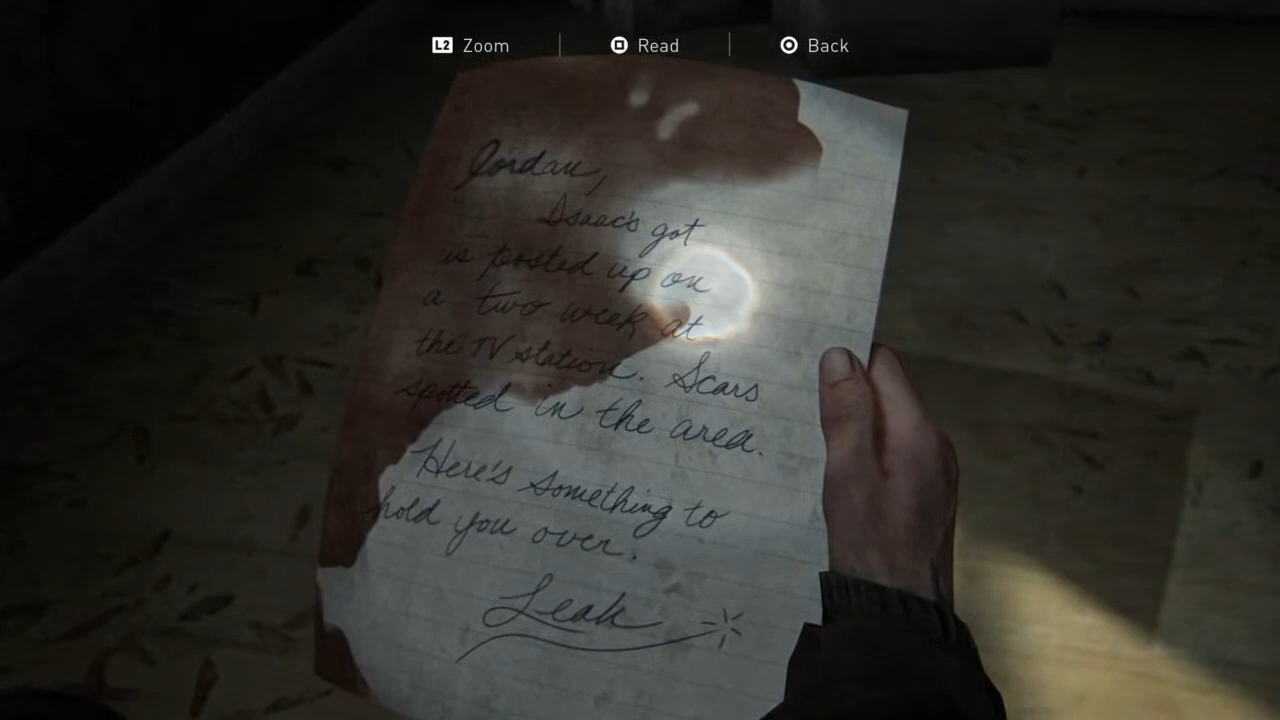 Zoom | Read | Back
Jordan,
Isaac's got
us posted up on
a two week at
the TV station. Scars
spotted in the area.
Here's something to
hold you over.
Leah